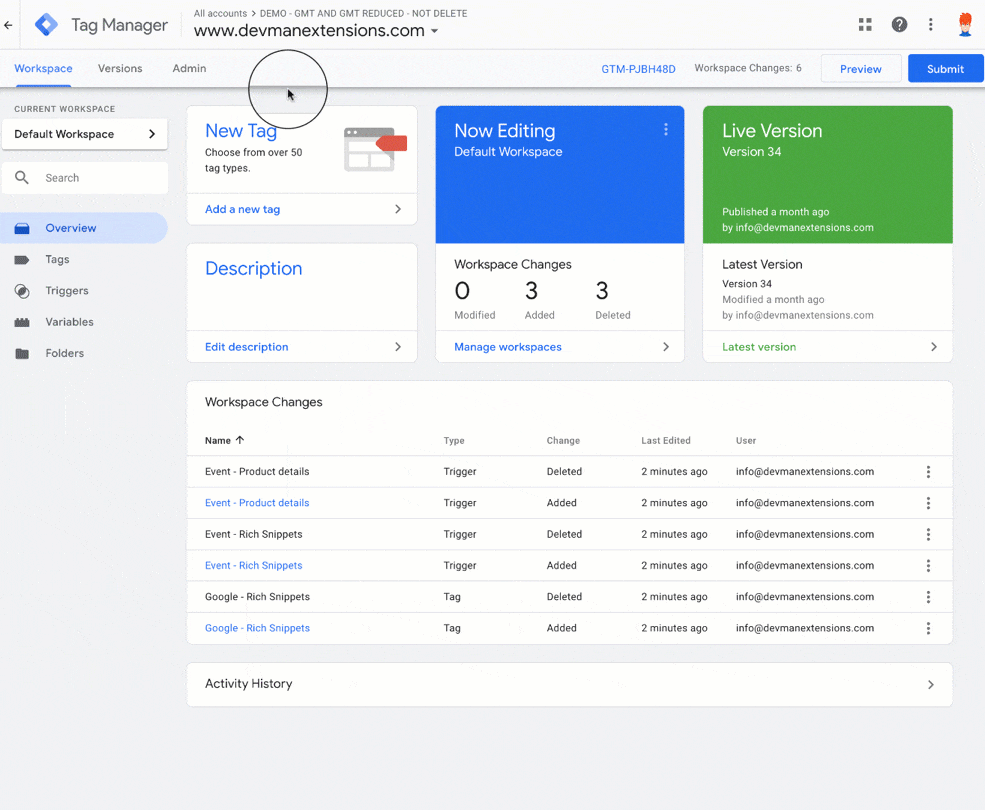 All accounts > DEMO - GMT AND GMT REDUCED - NOT DELETE
Tag Manager
www.devmanextensions.com
Workspace Versions Admin
GTM-PJBH48D Workspace Changes: 6 Preview Submit
CURRENT WORKSPACE
Default Workspace
Search
Overview
Tags
Triggers
Variables
Folders
New Tag
Choose from over 50
tag types.
Add a new tag
Description
Edit description
Now Editing
Default Workspace
Workspace Changes
0 3 3
Modified Added Deleted
Manage workspaces
Live Version
Version 34
Published a month ago
by info@devmanextensions.com
Latest Version
Version 34
Modified a month ago
by info@devmanextensions.com
Latest version
Workspace Changes
Name Type Change Last Edited User
Event - Product details Trigger Deleted 2 minutes ago info@devmanextensions.com
Event - Product details Trigger Added 2 minutes ago info@devmanextensions.com
Event - Rich Snippets Trigger Deleted 2 minutes ago info@devmanextensions.com
Event - Rich Snippets Trigger Added 2 minutes ago info@devmanextensions.com
Google - Rich Snippets Tag Deleted 2 minutes ago info@devmanextensions.com
Google - Rich Snippets Tag Added 2 minutes ago info@devmanextensions.com
Activity History